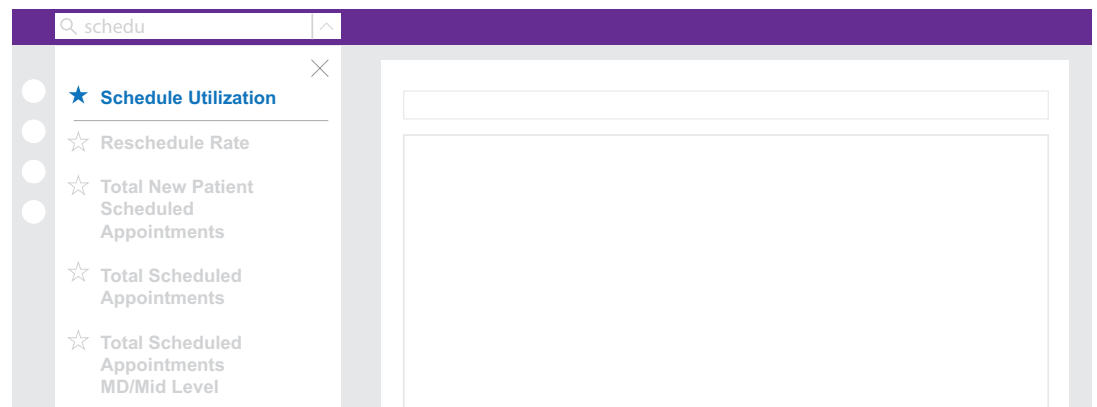 schedu
Schedule Utilization
Reschedule Rate
Total New Patient
Scheduled
Appointments
Total Scheduled
Appointments
Total Scheduled
Appointments
MD/Mid Level